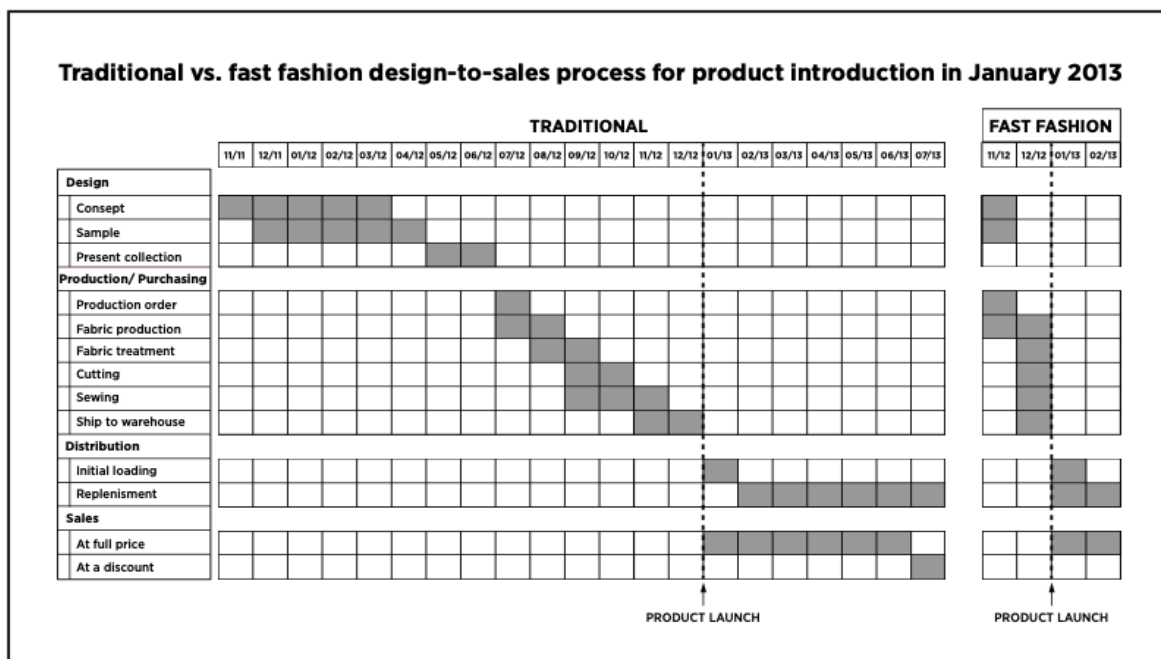 Traditional vs. fast fashion design-to-sales process for product introduction in January 2013
TRADITIONAL
FAST FASHION
11/11 12/11 01/12 02/12 03/12 04/12 05/12 06/12 07/12 08/12 09/12 10/12 11/12 12/12 01/13 02/13 03/13 04/13 05/13 06/13 07/13
11/12 12/12 01/13 02/13
Design
Consept
Sample
Present collection
Production/ Purchasing
Production order
Fabric production
Fabric treatment
Cutting
Sewing
Ship to warehouse
Distribution
Initial loading
Replenisment
Sales
At full price
At a discount
PRODUCT LAUNCH
PRODUCT LAUNCH